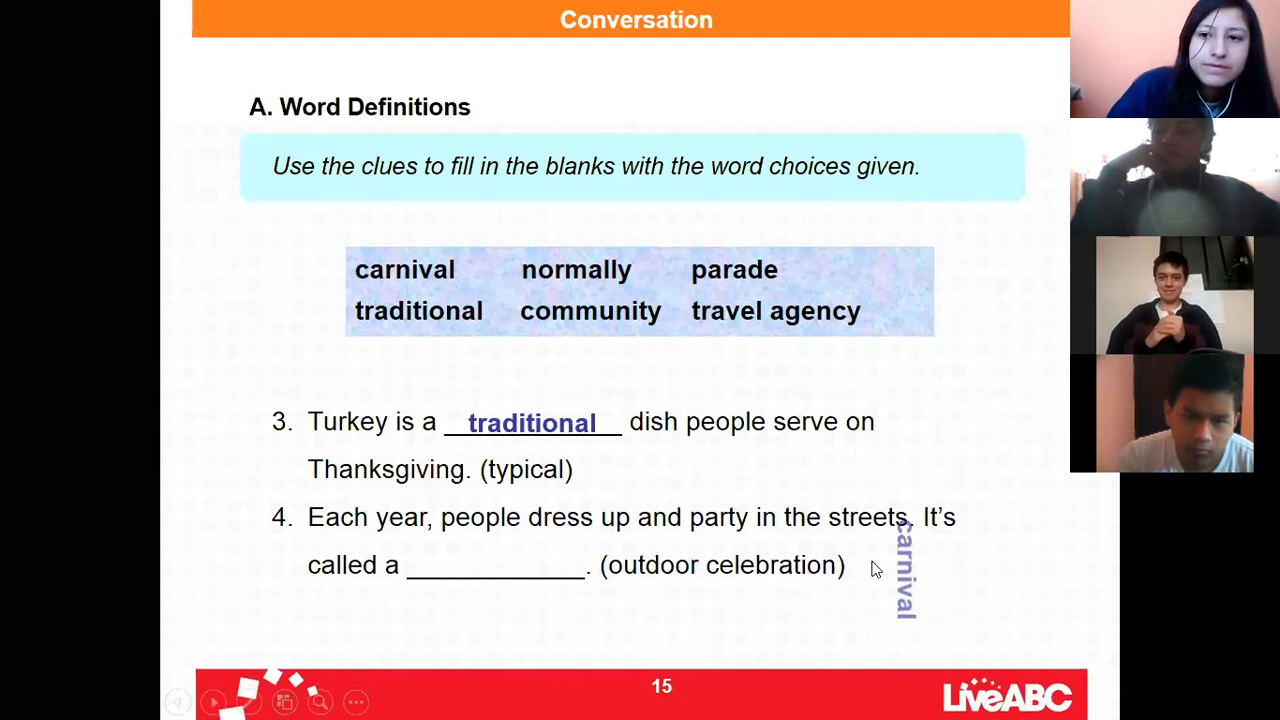 Conversation
A. Word Definitions
Use the clues to fill in the blanks with the word choices given.
carnival normally parade
traditional community travel agency
3. Turkey is a traditional dish people serve on
Thanksgiving. (typical)
4. Each year, people dress up and party in the streets. It's
called a ____________. (outdoor celebration)
carnival
15
LiveABC